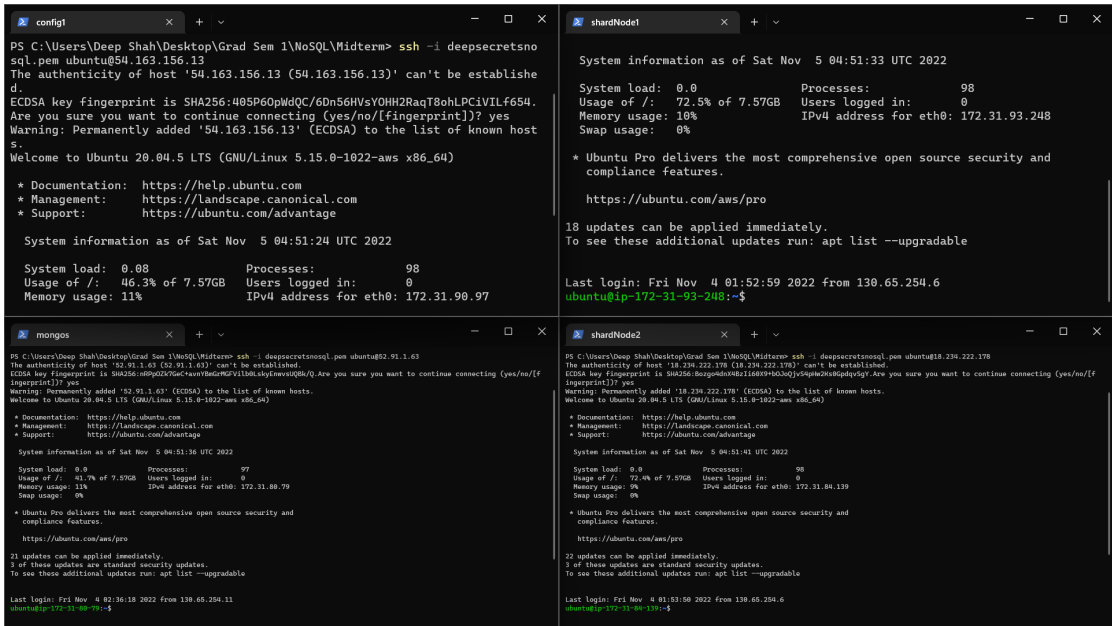 config1
PS C:\Users\Deep Shah\Desktop\Grad Sem 1\NoSQL\Midterm> ssh -i deepsecretsno
sql.pem ubuntu@54.163.156.13
The authenticity of host '54.163.156.13 (54.163.156.13)' can't be establishe
d.
ECDSA key fingerprint is SHA256:405P6OpWdQC/6Dn56HVsYOHH2RaqT8ohLPCiVILf654.
Are you sure you want to continue connecting (yes/no/[fingerprint])? yes
Warning: Permanently added '54.163.156.13' (ECDSA) to the list of known host
s.
Welcome to Ubuntu 20.04.5 LTS (GNU/Linux 5.15.0-1022-aws x86_64)
* Documentation: https://help.ubuntu.com
* Management: https://landscape.canonical.com
* Support: https://ubuntu.com/advantage
System information as of Sat Nov 5 04:51:24 UTC 2022
System load: 0.08 Processes: 98
Usage of /: 46.3% of 7.57GB Users logged in: 0
Memory usage: 11% IPv4 address for eth0: 172.31.90.97
shardNode1
System information as of Sat Nov 5 04:51:33 UTC 2022
System load: 0.0 Processes: 98
Usage of /: 72.5% of 7.57GB Users logged in: 0
Memory usage: 10% IPv4 address for eth0: 172.31.93.248
Swap usage: 0%
* Ubuntu Pro delivers the most comprehensive open source security and
compliance features.
https://ubuntu.com/aws/pro
18 updates can be applied immediately.
To see these additional updates run: apt list --upgradable
Last login: Fri Nov 4 01:52:59 2022 from 130.65.254.6
ubuntu@ip-172-31-93-248:~$
mongos
PS C:\Users\Deep Shah\Desktop\Grad Sem 1\NoSQL\Midterm> ssh -i deepsecretsnosql.pem ubuntu@52.91.1.63
The authenticity of host '52.91.1.63 (52.91.1.63)' can't be established.
ECDSA key fingerprint is Are you sure you want to continue connecting (yes/no/[f
ingerprint])? yes
Warning: Permanently added '52.91.1.63' (ECDSA) to the list of known hosts.
Welcome to Ubuntu 20.04.5 LTS (GNU/Linux 5.15.0-1022-aws x86_64)
* Documentation: https://help.ubuntu.com
* Management: https://landscape.canonical.com
* Support: https://ubuntu.com/advantage
System information as of Sat Nov 5 04:51:36 UTC 2022
System load: 0.0 Processes: 97
Usage of /: 41.7% of 7.57GB Users logged in: 0
Memory usage: 11% IPv4 address for eth0: 172.31.80.79
Swap usage: 0%
* Ubuntu Pro delivers the most comprehensive open source security and
compliance features.
https://ubuntu.com/aws/pro
21 updates can be applied immediately.
3 of these updates are standard security updates.
To see these additional updates run: apt list --upgradable
Last login: Fri Nov 4 02:36:18 2022 from 130.65.254.11
ubuntu@ip-172-31-80-79:~$
shardNode2
PS C:\Users\Deep Shah\Desktop\Grad Sem 1\NoSQL\Midterm> ssh -i deepsecretsnosql.pem ubuntu@18.234.222.178
The authenticity of host '18.234.222.178 (18.234.222.178)' can't be established.
ECDSA key fingerprint is Are you sure you want to continue connecting (yes/no/[f
ingerprint])? yes
Warning: Permanently added '18.234.222.178' (ECDSA) to the list of known hosts.
Welcome to Ubuntu 20.04.5 LTS (GNU/Linux 5.15.0-1022-aws x86_64)
* Documentation: https://help.ubuntu.com
* Management: https://landscape.canonical.com
* Support: https://ubuntu.com/advantage
System information as of Sat Nov 5 04:51:41 UTC 2022
System load: 0.0 Processes: 98
Usage of /: 72.4% of 7.57GB Users logged in: 0
Memory usage: 9% IPv4 address for eth0: 172.31.84.139
Swap usage: 0%
* Ubuntu Pro delivers the most comprehensive open source security and
compliance features.
https://ubuntu.com/aws/pro
22 updates can be applied immediately.
3 of these updates are standard security updates.
To see these additional updates run: apt list --upgradable
Last login: Fri Nov 4 01:53:50 2022 from 130.65.254.6
ubuntu@ip-172-31-84-139:~$